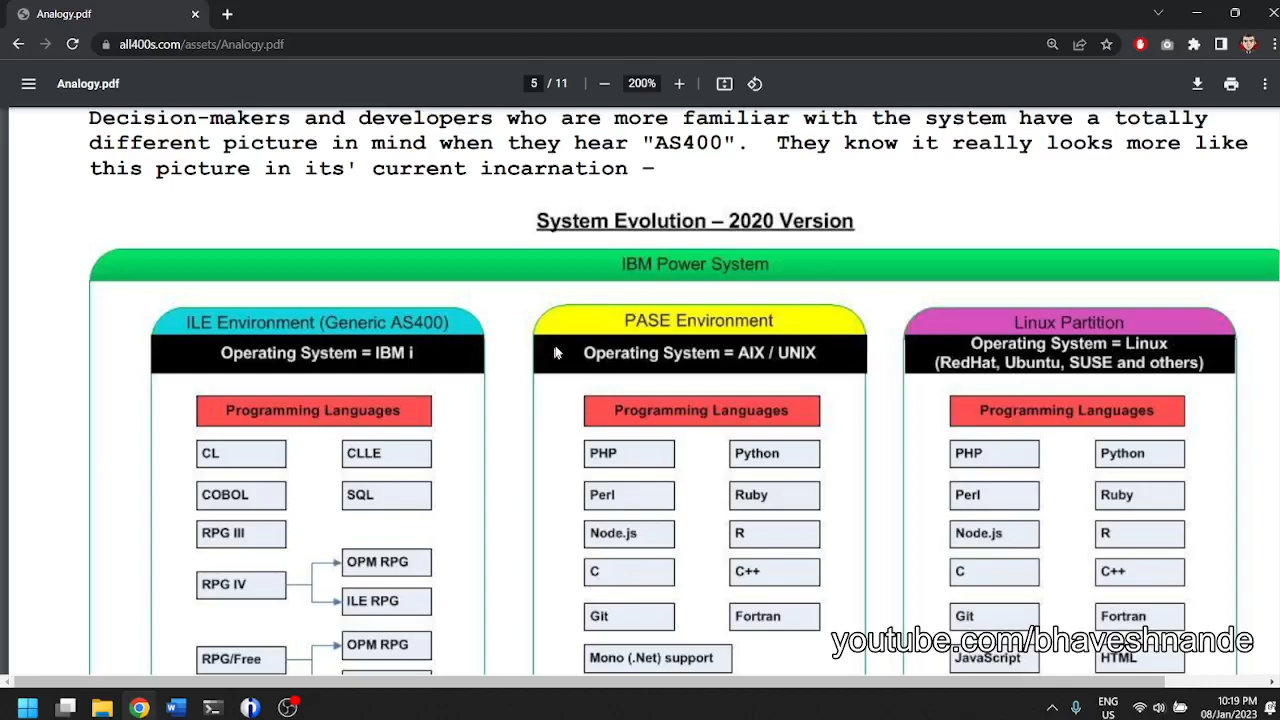 Analogy.pdf
all400s.com/assets/Analogy.pdf
Analogy.pdf
5 / 11
200%
Decision-makers and developers who are more familiar with the system have a totally
different picture in mind when they hear "AS400".  They know it really looks more like
this picture in its' current incarnation –
System Evolution – 2020 Version
IBM Power System
ILE Environment (Generic AS400)
Operating System = IBM i
Programming Languages
CL
CLLE
COBOL
SQL
RPG III
OPM RPG
RPG IV
ILE RPG
OPM RPG
RPG/Free
PASE Environment
Operating System = AIX / UNIX
Programming Languages
PHP
Python
Perl
Ruby
Node.js
R
C
C++
Git
Fortran
Mono (.Net) support
Linux Partition
Operating System = Linux
(RedHat, Ubuntu, SUSE and others)
Programming Languages
PHP
Python
Perl
Ruby
Node.js
R
C
C++
Git
Fortran
JavaScript
HTML
youtube.com/bhaveshnande
ENG
US
10:19 PM
08/Jan/2023